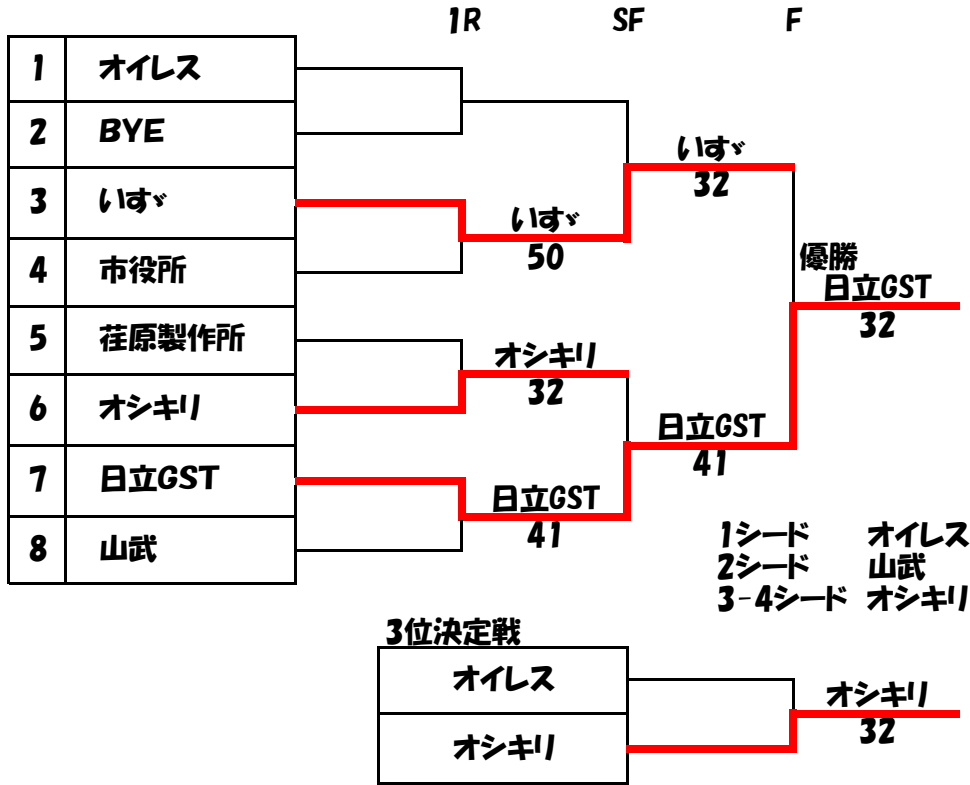 1R SF F
1 オイレス
2 BYE
3 いすゞ
4 市役所
5 荏原製作所
6 オシキリ
7 日立GST
8 山武
いすゞ
50
オシキリ
32
日立GST
41
いすゞ
32
日立GST
41
優勝
日立GST
32
1シード オイレス
2シード 山武
3-4シード オシキリ
3位決定戦
オイレス
オシキリ
オシキリ
32